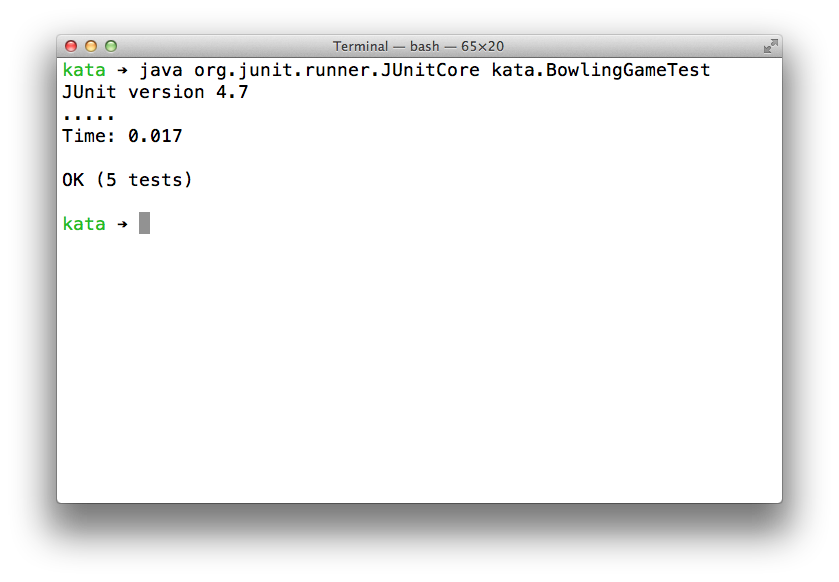 Terminal — bash — 65×20
kata ➜ java org.junit.runner.JUnitCore kata.BowlingGameTest
JUnit version 4.7
.....
Time: 0.017
OK (5 tests)
kata ➜